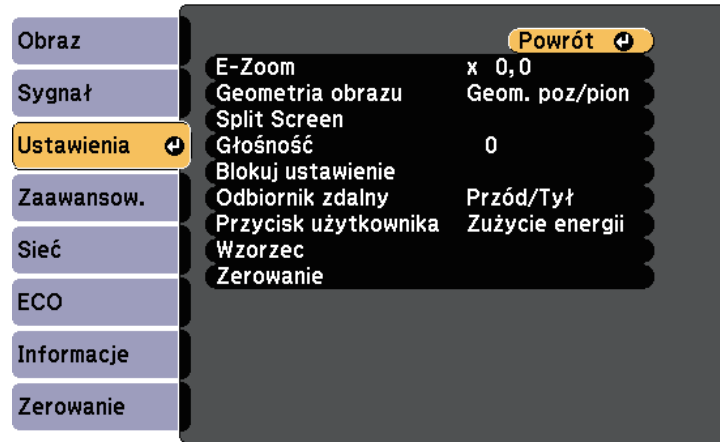 Obraz
Sygnał
Ustawienia
Zaawansow.
Sieć
ECO
Informacje
Zerowanie
Powrót
E-Zoom x 0,0
Geometria obrazu Geom. poz/pion
Split Screen
Głośność 0
Blokuj ustawienie
Odbiornik zdalny Przód/Tył
Przycisk użytkownika Zużycie energii
Wzorzec
Zerowanie